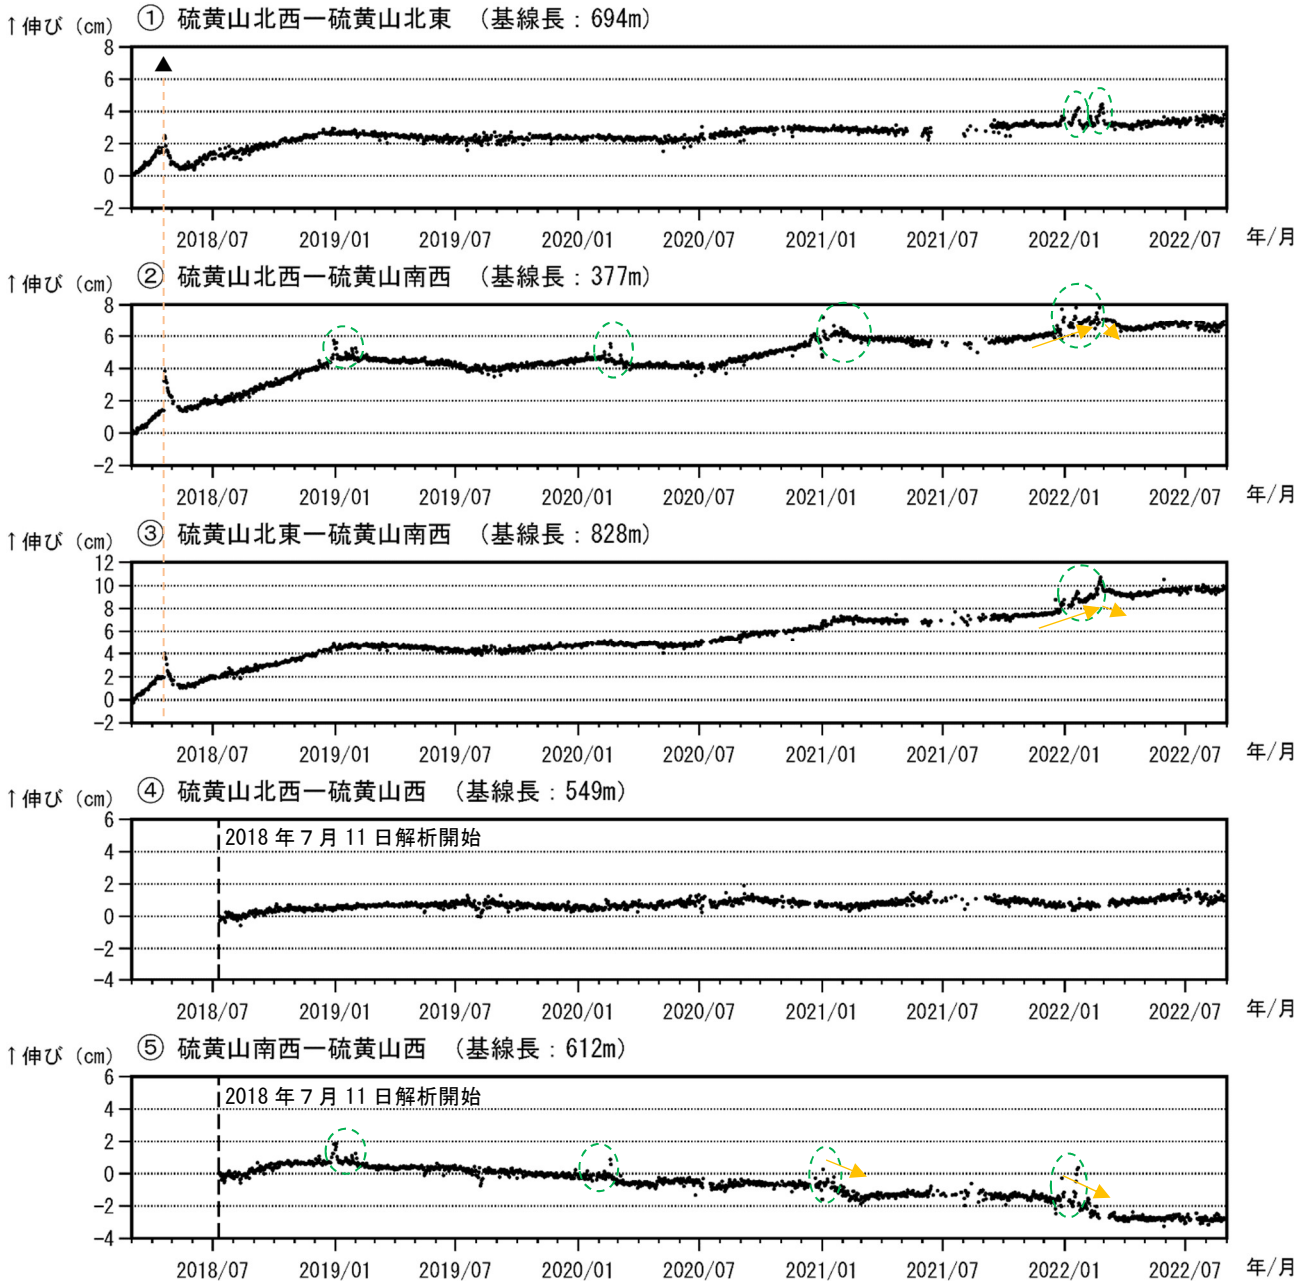 ① 硫黄山北西－硫黄山北東 （基線長：694m）
↑伸び（cm）
8
6
4
2
0
−2
2018/07 2019/01 2019/07 2020/01 2020/07 2021/01 2021/07 2022/01 2022/07 年/月
② 硫黄山北西－硫黄山南西 （基線長：377m）
↑伸び（cm）
8
6
4
2
0
−2
2018/07 2019/01 2019/07 2020/01 2020/07 2021/01 2021/07 2022/01 2022/07 年/月
③ 硫黄山北東－硫黄山南西 （基線長：828m）
↑伸び（cm）
12
10
8
6
4
2
0
−2
2018/07 2019/01 2019/07 2020/01 2020/07 2021/01 2021/07 2022/01 2022/07 年/月
④ 硫黄山北西－硫黄山西 （基線長：549m）
↑伸び（cm）
6
2018年7月11日解析開始
4
2
0
−2
−4
2018/07 2019/01 2019/07 2020/01 2020/07 2021/01 2021/07 2022/01 2022/07 年/月
⑤ 硫黄山南西－硫黄山西 （基線長：612m）
↑伸び（cm）
6
2018年7月11日解析開始
4
2
0
−2
−4
2018/07 2019/01 2019/07 2020/01 2020/07 2021/01 2021/07 2022/01 2022/07 年/月